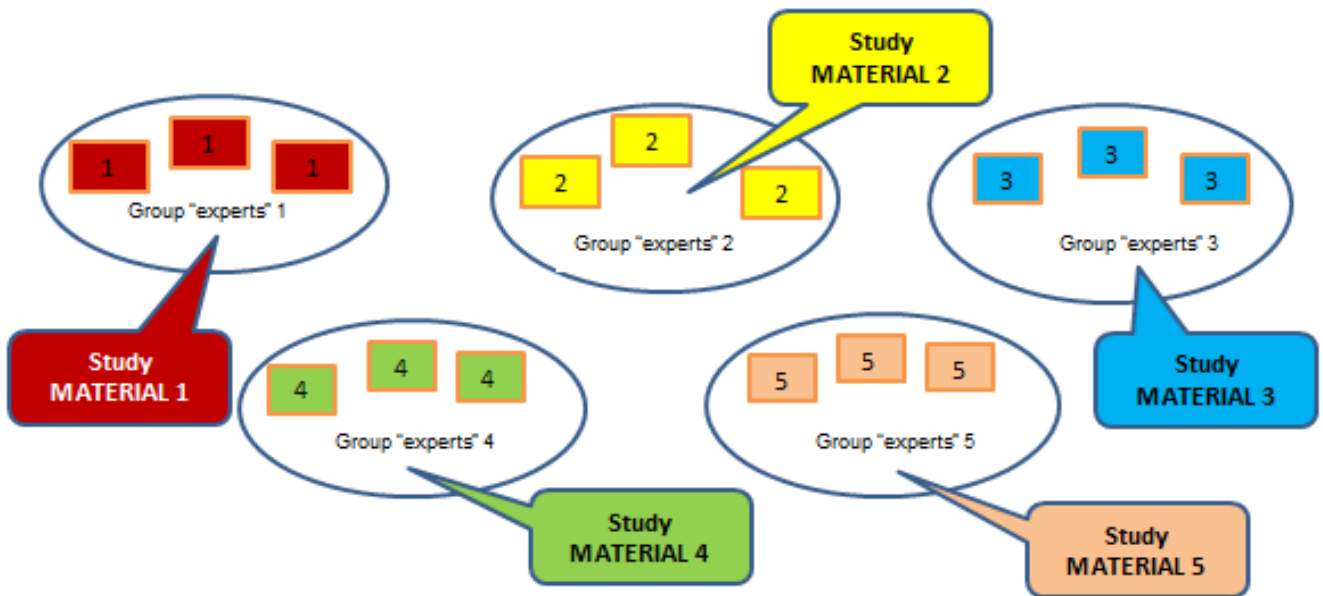 Study
MATERIAL 2
1
1
1
Group "experts" 1
2
2
2
Group "experts" 2
3
3
3
Group "experts" 3
Study
MATERIAL 1
4
4
4
Group "experts" 4
5
5
5
Group "experts" 5
Study
MATERIAL 3
Study
MATERIAL 4
Study
MATERIAL 5